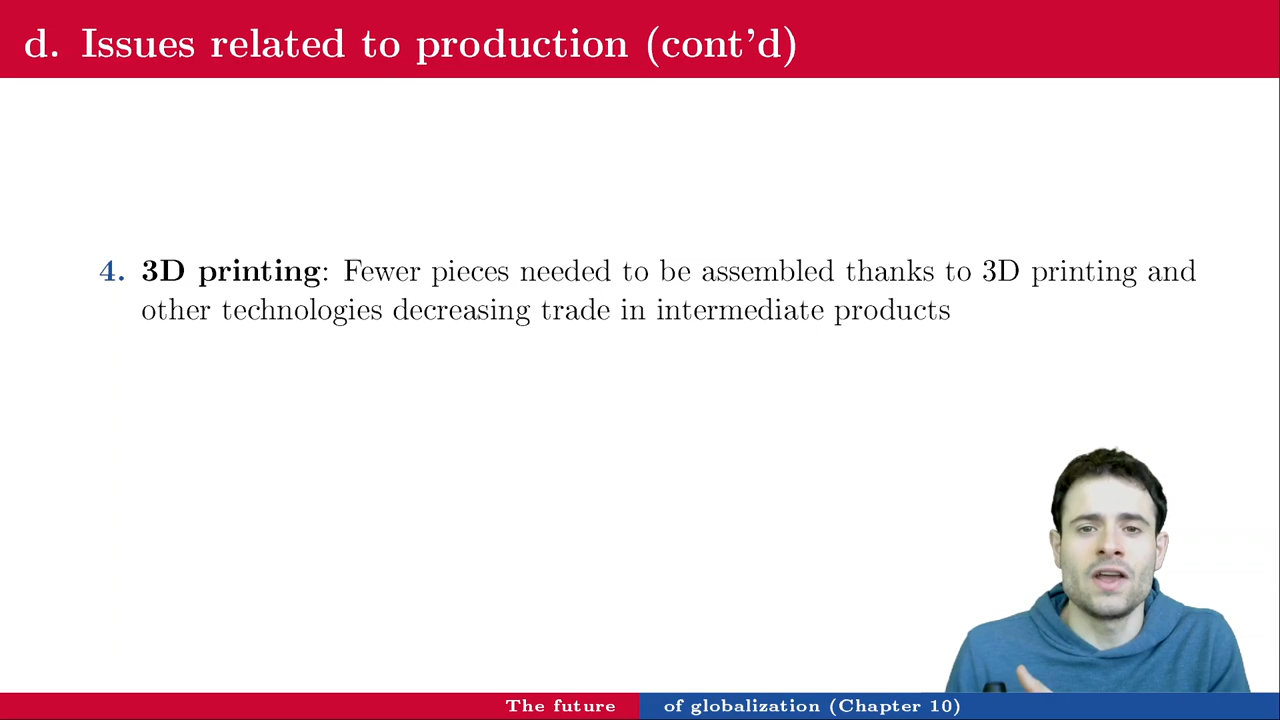 d. Issues related to production (cont'd)
4. 3D printing: Fewer pieces needed to be assembled thanks to 3D printing and
other technologies decreasing trade in intermediate products
The future of globalization (Chapter 10)